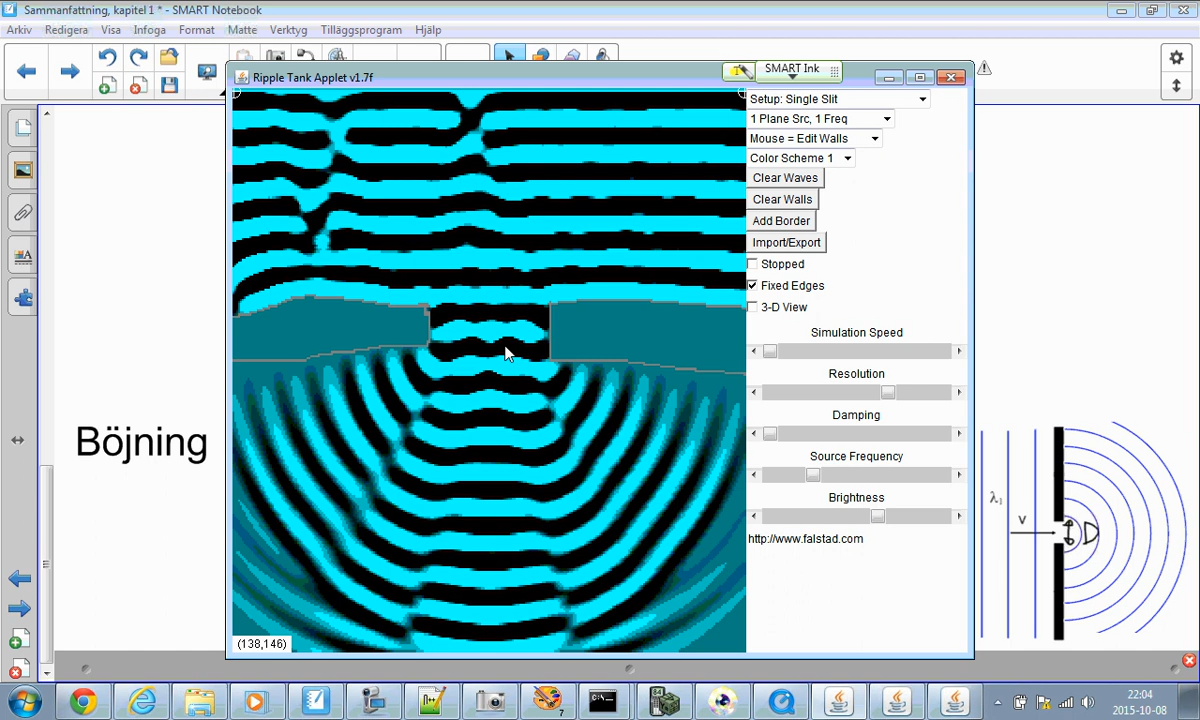 Sammanfattning, kapitel 1 * - SMART Notebook
Arkiv Redigera Visa Infoga Format Matte Verktyg Tilläggsprogram Hjälp
Ripple Tank Applet v1.7f
SMART Ink
Setup: Single Slit
1 Plane Src, 1 Freq
Mouse = Edit Walls
Color Scheme 1
Clear Waves
Clear Walls
Add Border
Import/Export
Stopped
Fixed Edges
3-D View
Simulation Speed
Resolution
Damping
Source Frequency
Brightness
http://www.falstad.com
Böjning
λ1
v
D
(138,146)
22:04
2015-10-08